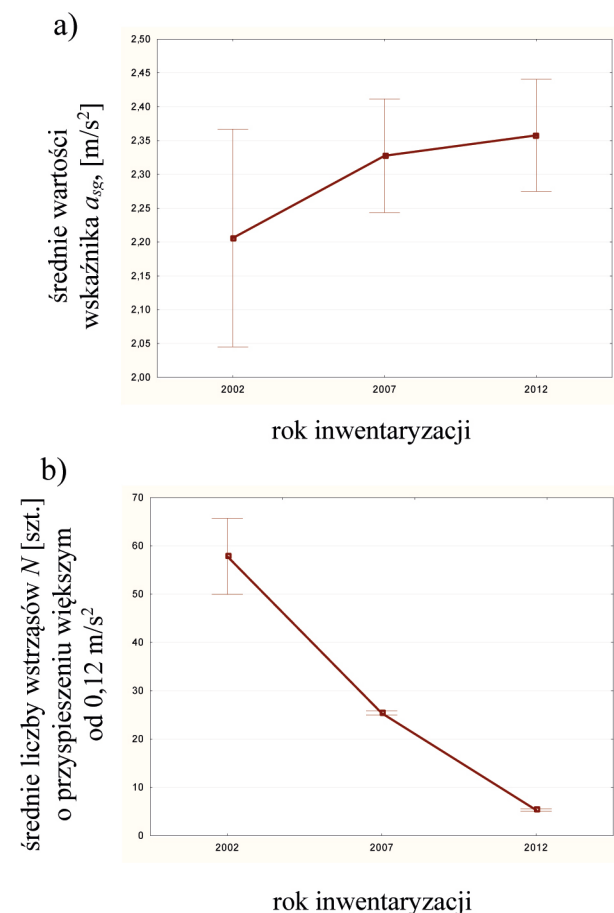 a)
średnie wartości
wskaźnika a_sg, [m/s²]
2,50
2,45
2,40
2,35
2,30
2,25
2,20
2,15
2,10
2,05
2,00
2002 2007 2012
rok inwentaryzacji
b)
średnie liczby wstrząsów N [szt.]
o przyspieszeniu większym
od 0,12 m/s²
70
60
50
40
30
20
10
0
2002 2007 2012
rok inwentaryzacji